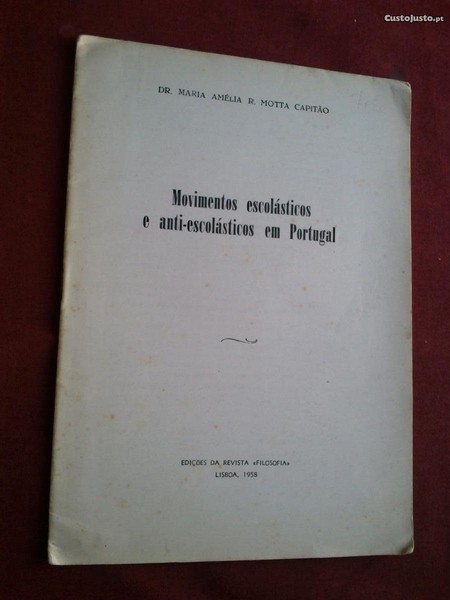 CustoJusto.pt
DR. MARIA AMÉLIA R. MOTTA CAPITÃO
Movimentos escolásticos
e anti-escolásticos em Portugal
EDIÇÕES DA REVISTA «FILOSOFIA»
LISBOA, 1958